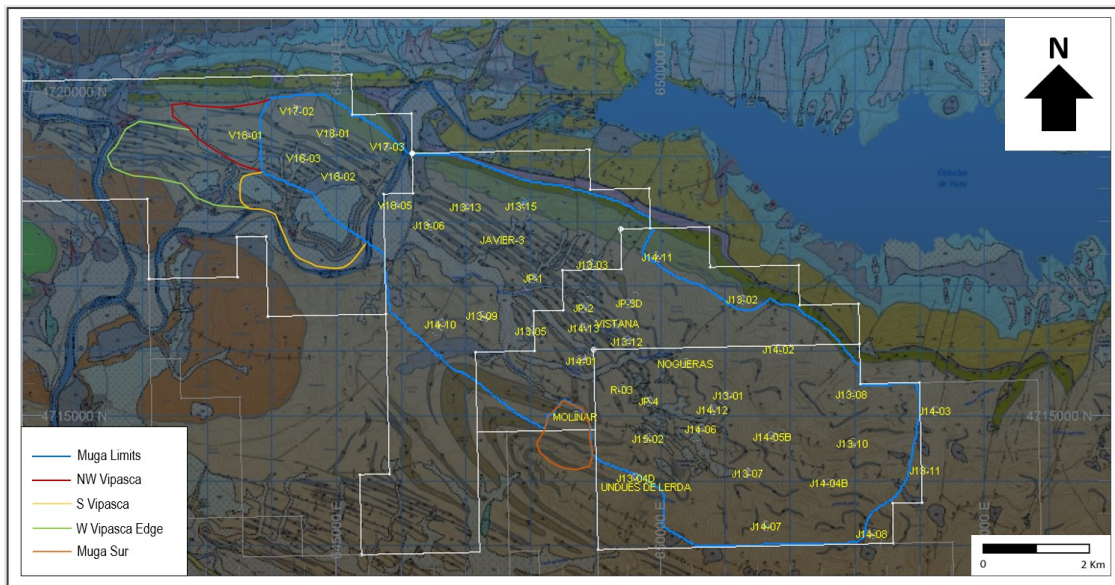 N
645000 E
650000 E
4720000 N
V17-02
V16-01
V18-01
V17-03
V16-03
V16-02
V16-05
J13-13
J13-15
J13-06
JAVIER-3
J14-11
J13-03
JP-1
J13-02
JP-2
JP-3D
J14-10
J13-09
J13-05
J14-13
VISTANA
J13-12
J14-02
J14-01
NOGUERAS
R-03
JP-4
J13-01
J13-08
J14-12
J14-03
4715000 N
4715000 N
MOLINAR
J14-06
J15-02
J14-05B
J13-10
J13-11
J13-04D
J13-07
UNDUES DE LERDA
J14-04B
J14-07
J14-08
645000 E
650000 E
Muga Limits
NW Vipasca
S Vipasca
W Vipasca Edge
Muga Sur
0
2 Km